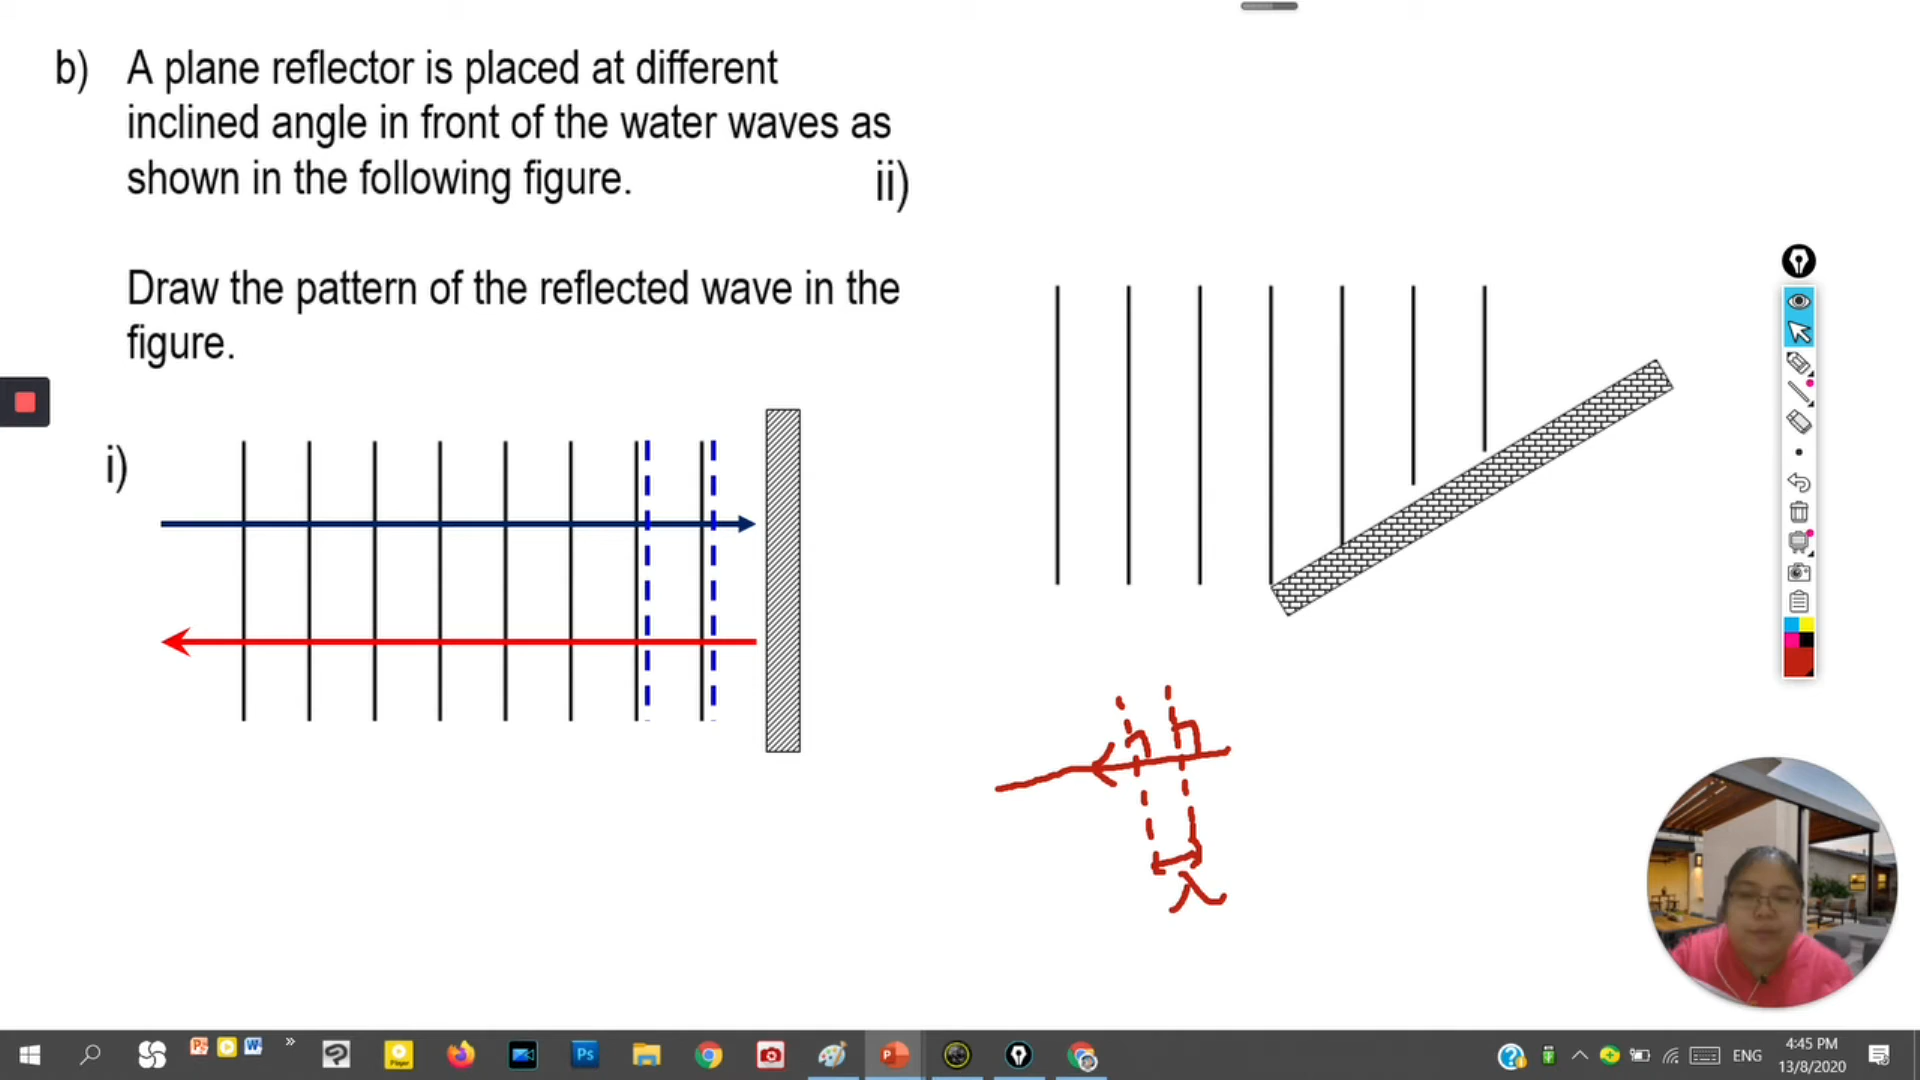 b) A plane reflector is placed at different
inclined angle in front of the water waves as
shown in the following figure.
ii)
Draw the pattern of the reflected wave in the
figure.
i)
λ
ENG
4:45 PM
13/8/2020